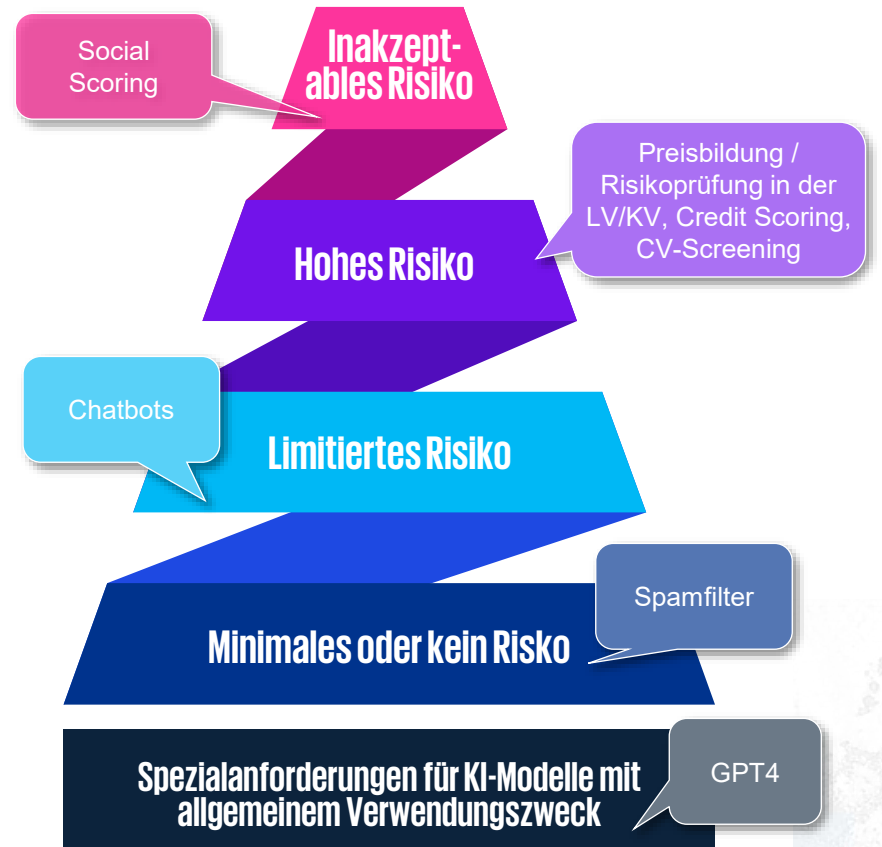 Social
Scoring
Inakzept-
ables Risiko
Preisbildung /
Risikoprüfung in der
LV/KV, Credit Scoring,
CV-Screening
Hohes Risiko
Chatbots
Limitiertes Risiko
Spamfilter
Minimales oder kein Risko
Spezialanforderungen für KI-Modelle mit
allgemeinem Verwendungszweck
GPT4